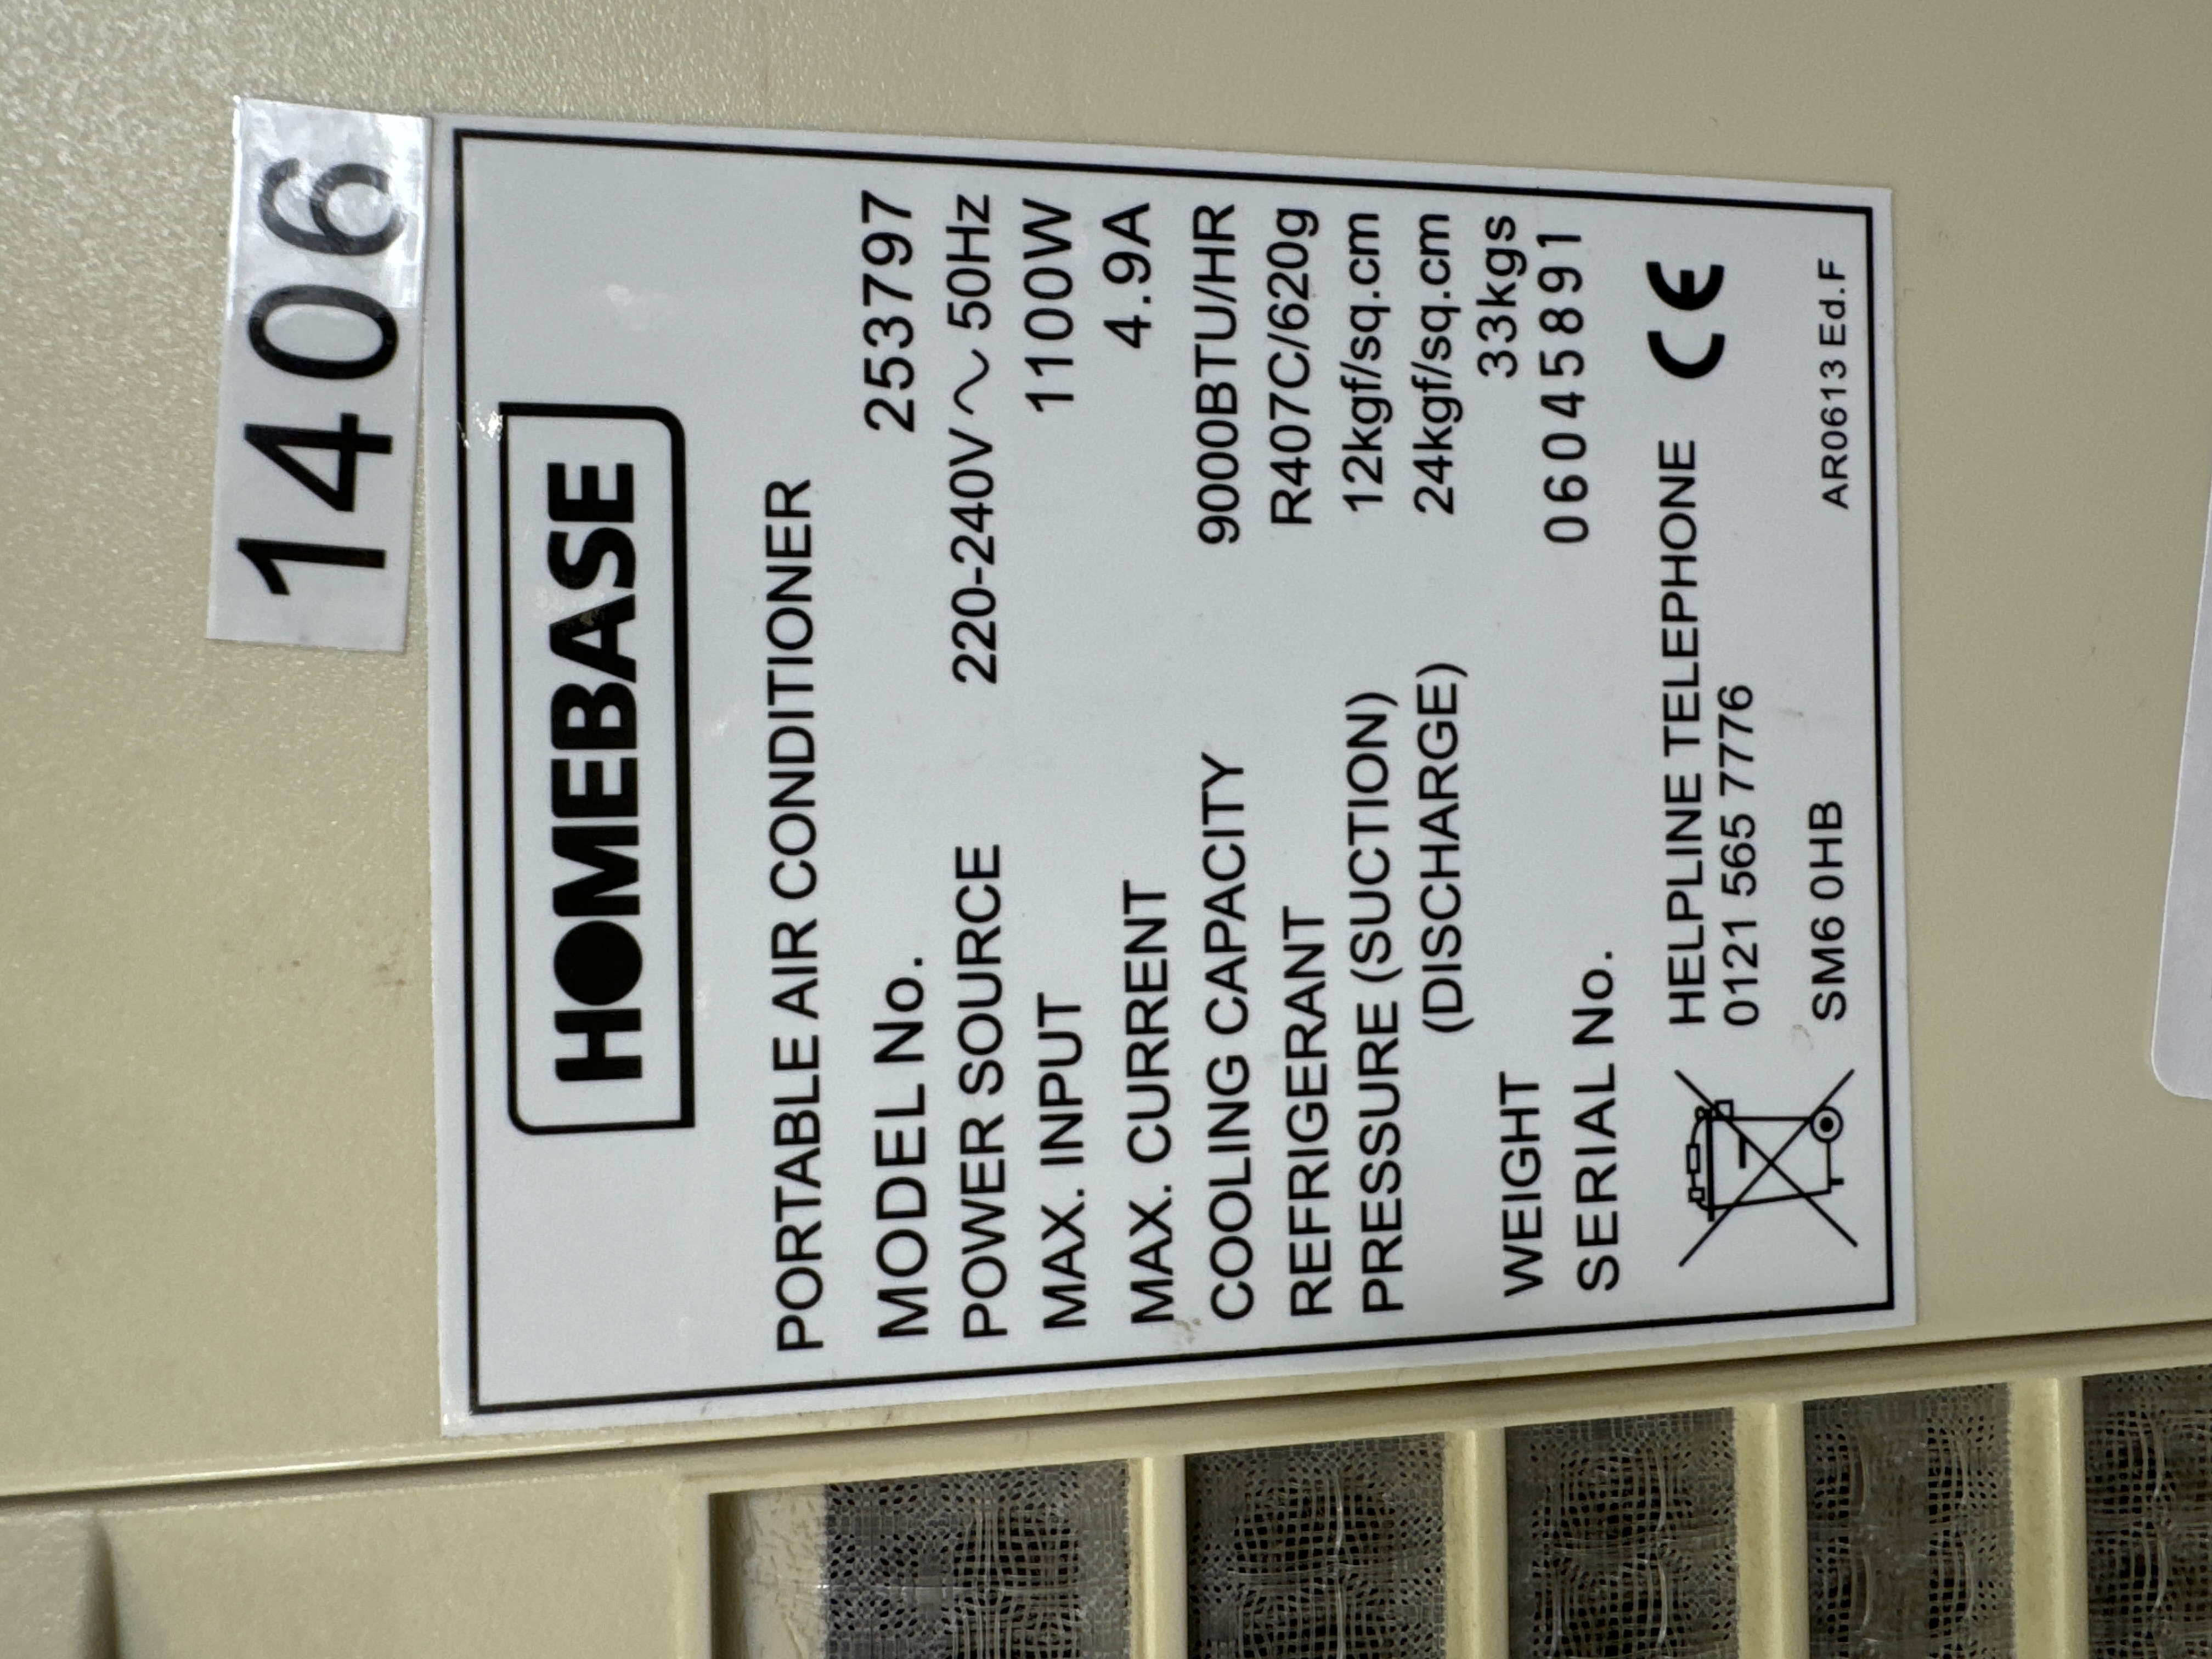 1406
HOMEBASE
PORTABLE AIR CONDITIONER
MODEL No. 253797
POWER SOURCE 220-240V ~ 50Hz
MAX. INPUT 1100W
MAX. CURRENT 4.9A
COOLING CAPACITY 9000BTU/HR
REFRIGERANT R407C/620g
PRESSURE (SUCTION) 12kgf/sq.cm
(DISCHARGE) 24kgf/sq.cm
WEIGHT 33kgs
SERIAL No. 06045891
HELPLINE TELEPHONE CE
0121 565 7776
SM6 0HB AR0613 Ed.F